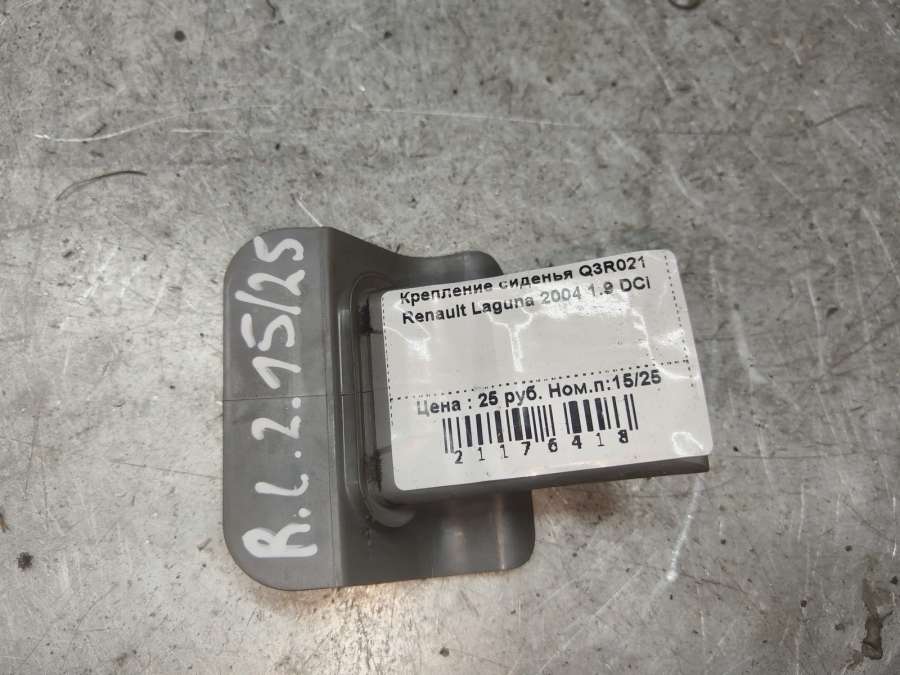 R.L.2.15/25
Крепление сиденья Q3R021
Renault Laguna 2004 1.9 DCi
Цена : 25 руб. Ном.п:15/25
21176418